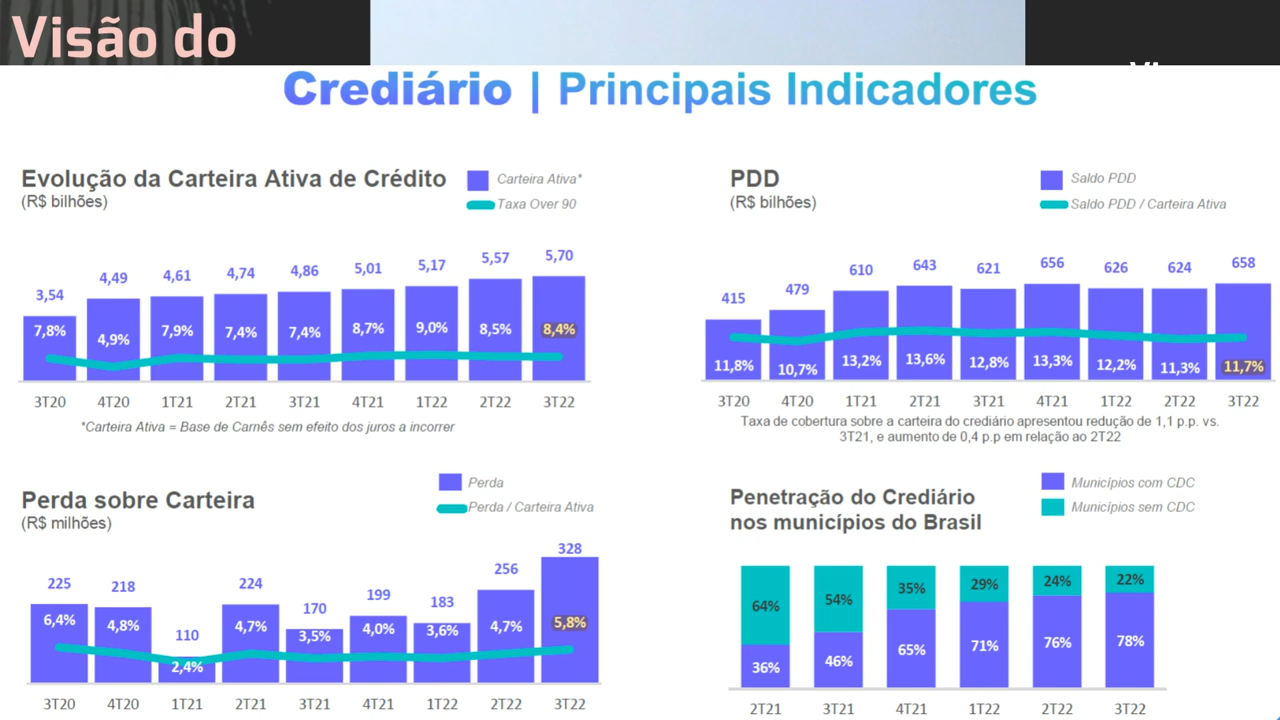 Visão do
Crediário | Principais Indicadores
Evolução da Carteira Ativa de Crédito
(R$ bilhões)
Carteira Ativa*
Taxa Over 90
3,54 4,49 4,61 4,74 4,86 5,01 5,17 5,57 5,70
7,8% 4,9% 7,9% 7,4% 7,4% 8,7% 9,0% 8,5% 8,4%
3T20 4T20 1T21 2T21 3T21 4T21 1T22 2T22 3T22
*Carteira Ativa = Base de Carnês sem efeito dos juros a incorrer
PDD
(R$ bilhões)
Saldo PDD
Saldo PDD / Carteira Ativa
415 479 610 643 621 656 626 624 658
11,8% 10,7% 13,2% 13,6% 12,8% 13,3% 12,2% 11,3% 11,7%
3T20 4T20 1T21 2T21 3T21 4T21 1T22 2T22 3T22
Taxa de cobertura sobre a carteira do crediário apresentou redução de 1,1 p.p. vs.
3T21, e aumento de 0,4 p.p em relação ao 2T22
Perda sobre Carteira
(R$ milhões)
Perda
Perda / Carteira Ativa
225 218 110 224 170 199 183 256 328
6,4% 4,8% 2,4% 4,7% 3,5% 4,0% 3,6% 4,7% 5,8%
3T20 4T20 1T21 2T21 3T21 4T21 1T22 2T22 3T22
Penetração do Crediário
nos municípios do Brasil
Municípios com CDC
Municípios sem CDC
64% 54% 35% 29% 24% 22%
36% 46% 65% 71% 76% 78%
2T21 3T21 4T21 1T22 2T22 3T22